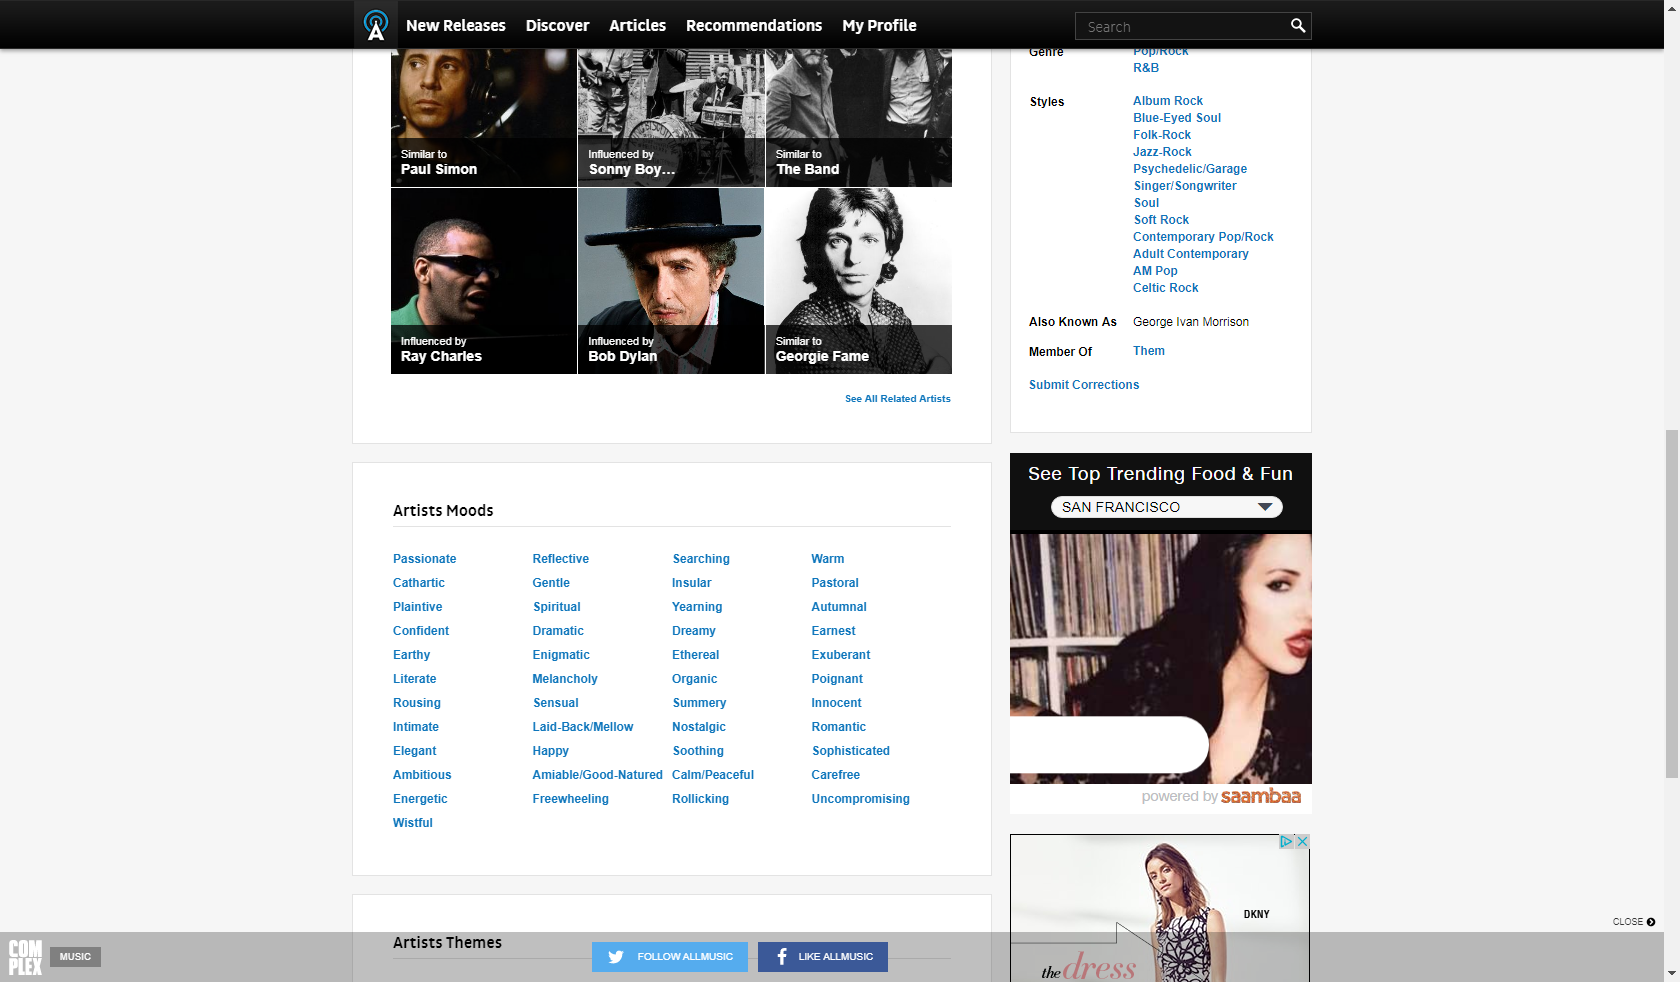 New Releases Discover Articles Recommendations My Profile
Search
Similar to
Paul Simon
Influenced by
Sonny Boy...
Similar to
The Band
Influenced by
Ray Charles
Influenced by
Bob Dylan
Similar to
Georgie Fame
See All Related Artists
Genre
Pop/Rock
R&B
Styles
Album Rock
Blue-Eyed Soul
Folk-Rock
Jazz-Rock
Psychedelic/Garage
Singer/Songwriter
Soul
Soft Rock
Contemporary Pop/Rock
Adult Contemporary
AM Pop
Celtic Rock
Also Known As George Ivan Morrison
Member Of Them
Submit Corrections
Artists Moods
Passionate Reflective Searching Warm
Cathartic Gentle Insular Pastoral
Plaintive Spiritual Yearning Autumnal
Confident Dramatic Dreamy Earnest
Earthy Enigmatic Ethereal Exuberant
Literate Melancholy Organic Poignant
Rousing Sensual Summery Innocent
Intimate Laid-Back/Mellow Nostalgic Romantic
Elegant Happy Soothing Sophisticated
Ambitious Amiable/Good-Natured Calm/Peaceful Carefree
Energetic Freewheeling Rollicking Uncompromising
Wistful
See Top Trending Food & Fun
SAN FRANCISCO
powered by saambaa
DKNY
the dress
Artists Themes
CLOSE
COM
PLEX
MUSIC
FOLLOW ALLMUSIC
LIKE ALLMUSIC